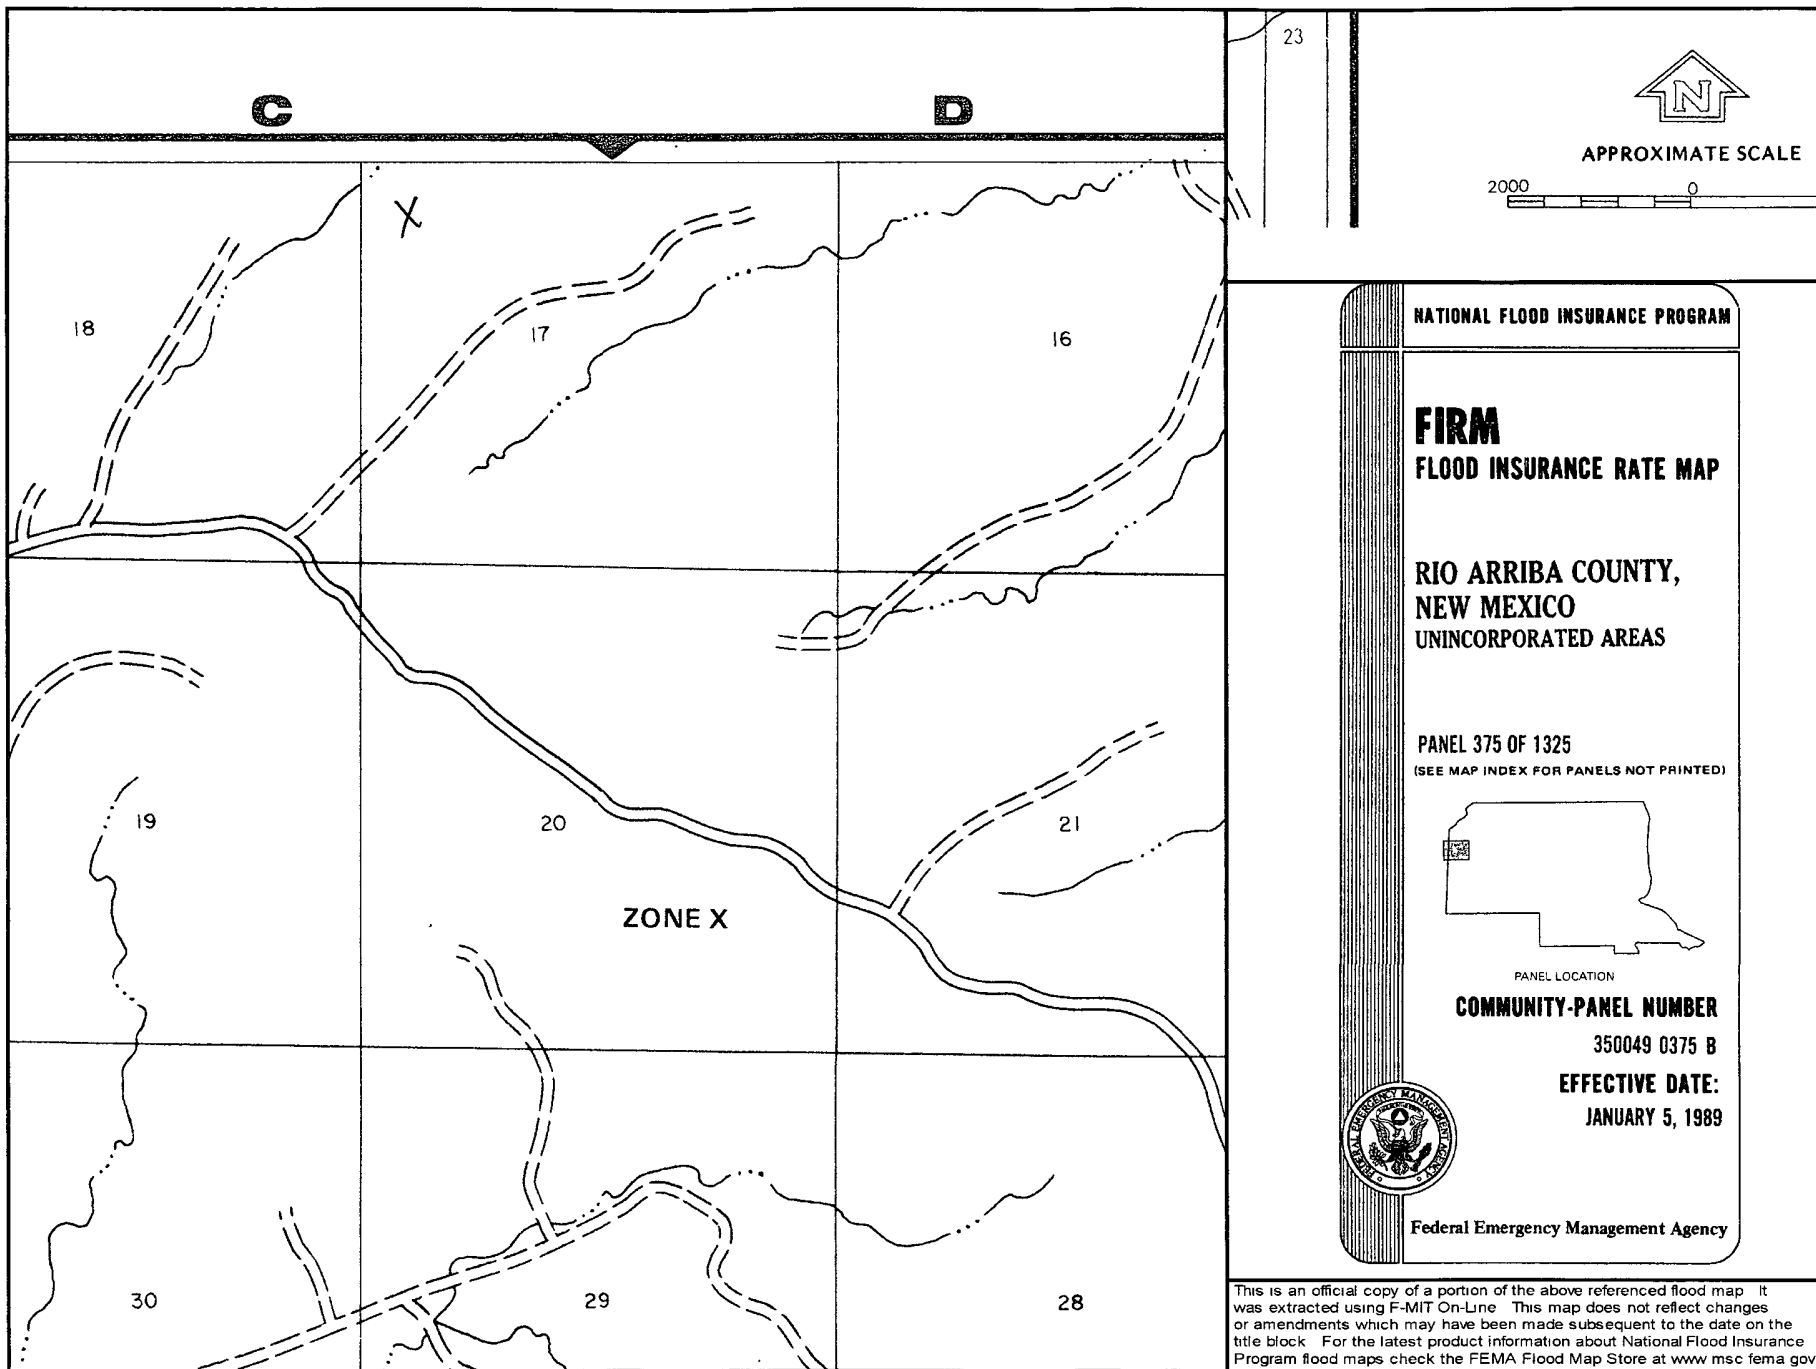 C
D
X
18
17
16
19
20
21
ZONE X
30
29
28
23
N
APPROXIMATE SCALE
2000
0
NATIONAL FLOOD INSURANCE PROGRAM
FIRM
FLOOD INSURANCE RATE MAP
RIO ARRIBA COUNTY,
NEW MEXICO
UNINCORPORATED AREAS
PANEL 375 OF 1325
(SEE MAP INDEX FOR PANELS NOT PRINTED)
PANEL LOCATION
COMMUNITY-PANEL NUMBER
350049 0375 B
EFFECTIVE DATE:
JANUARY 5, 1989
FEDERAL EMERGENCY MANAGEMENT AGENCY
Federal Emergency Management Agency
This is an official copy of a portion of the above referenced flood map It
was extracted using F-MIT On-Line This map does not reflect changes
or amendments which may have been made subsequent to the date on the
title block For the latest product information about National Flood Insurance
Program flood maps check the FEMA Flood Map Store at www msc fema gov